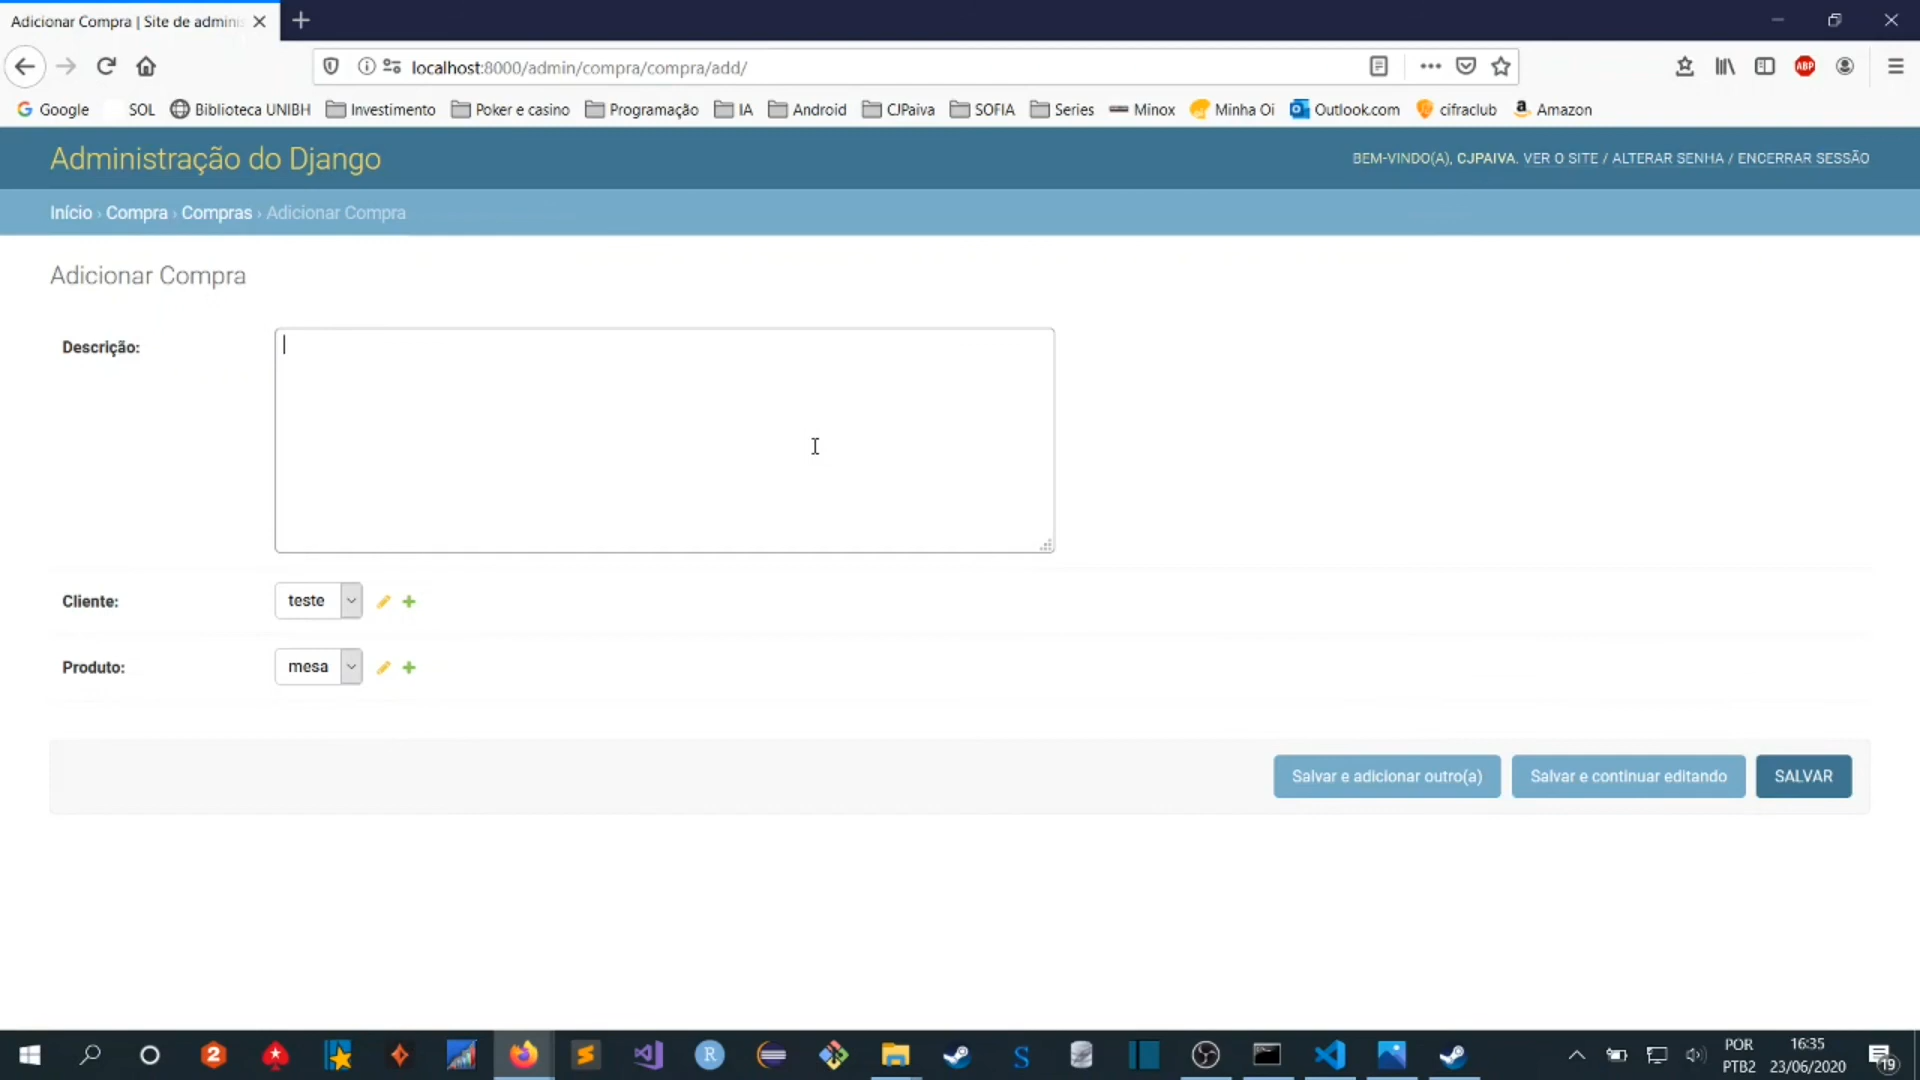 Adicionar Compra | Site de adminis
localhost:8000/admin/compra/compra/add/
ABP
Google SOL Biblioteca UNIBH Investimento Poker e casino Programação IA Android CJPaiva SOFIA Series Minox Minha Oi Outlook.com cifraclub Amazon
Administração do Django
BEM-VINDO(A), CJPAIVA. VER O SITE / ALTERAR SENHA / ENCERRAR SESSÃO
Início › Compra › Compras › Adicionar Compra
Adicionar Compra
Descrição:
Cliente: teste
Produto: mesa
Salvar e adicionar outro(a) Salvar e continuar editando SALVAR
POR 16:35
PTB2 23/06/2020 19